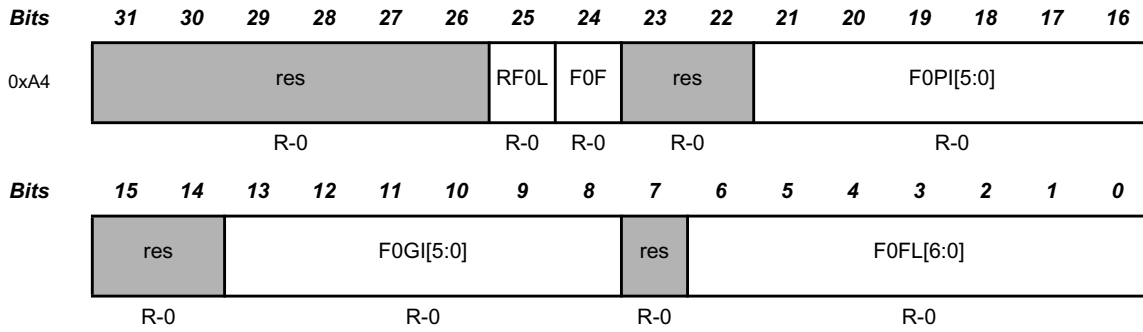 Bits 31 30 29 28 27 26 25 24 23 22 21 20 19 18 17 16
0xA4 res RF0L F0F res F0PI[5:0]
R-0 R-0 R-0 R-0 R-0
Bits 15 14 13 12 11 10 9 8 7 6 5 4 3 2 1 0
res F0GI[5:0] res F0FL[6:0]
R-0 R-0 R-0 R-0